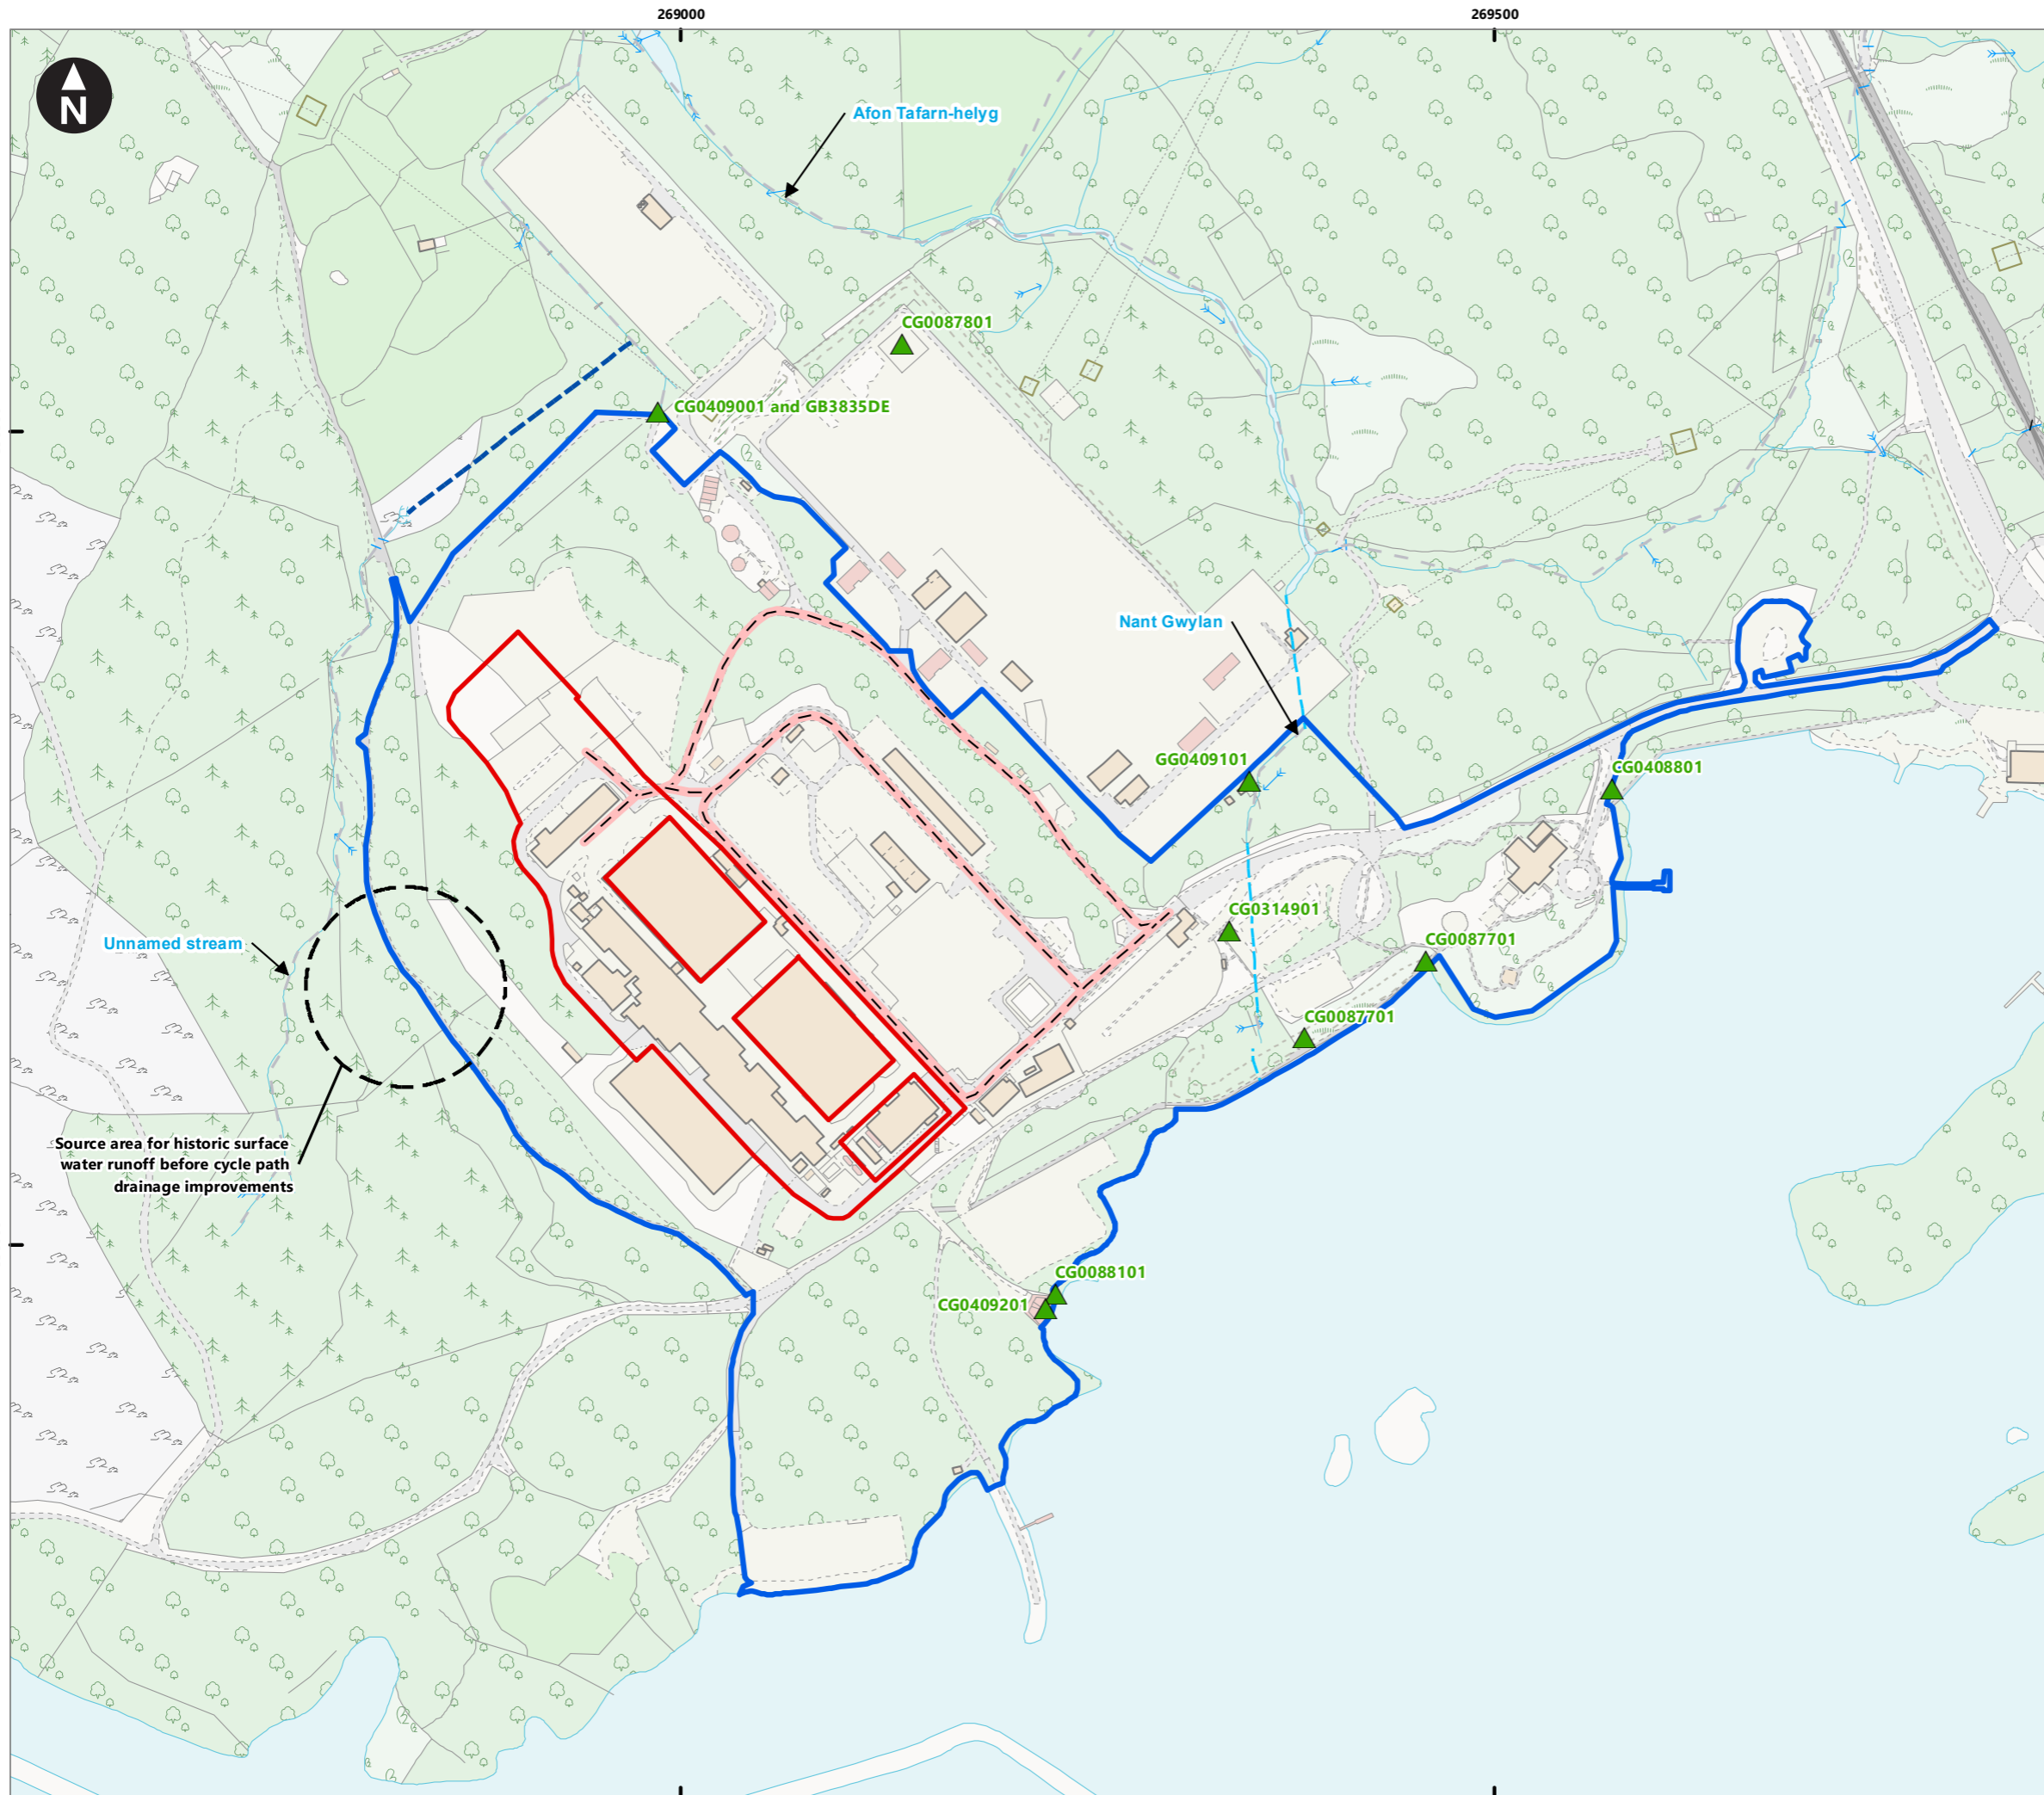 269000
269500
N
Afon Tafarn-helyg
CG0087801
CG0409001 and GB3835DE
Nant Gwylan
GG0409101
CG0408801
CG0314901
CG0087701
Unnamed stream
CG0087701
Source area for historic surface
water runoff before cycle path
drainage improvements
CG0088101
CG0409201